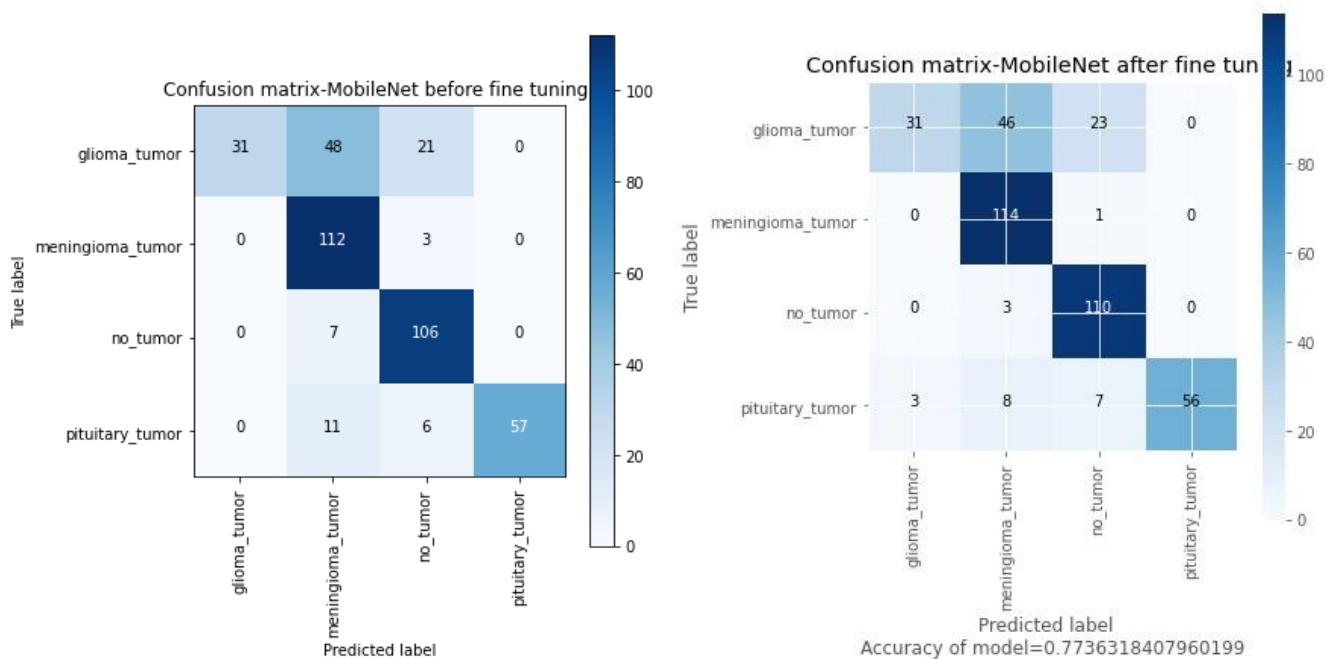 Confusion matrix-MobileNet before fine tuning
glioma_tumor 31 48 21 0
meningioma_tumor 0 112 3 0
no_tumor 0 7 106 0
pituitary_tumor 0 11 6 57
True label
glioma_tumor
meningioma_tumor
no_tumor
pituitary_tumor
Predicted label
100
80
60
40
20
0
Confusion matrix-MobileNet after fine tun g
glioma_tumor 31 46 23 0
meningioma_tumor 0 114 1 0
no_tumor 0 3 110 0
pituitary_tumor 3 8 7 56
True label
glioma_tumor
meningioma_tumor
no_tumor
pituitary_tumor
Predicted label
Accuracy of model=0.7736318407960199
100
80
60
40
20
0